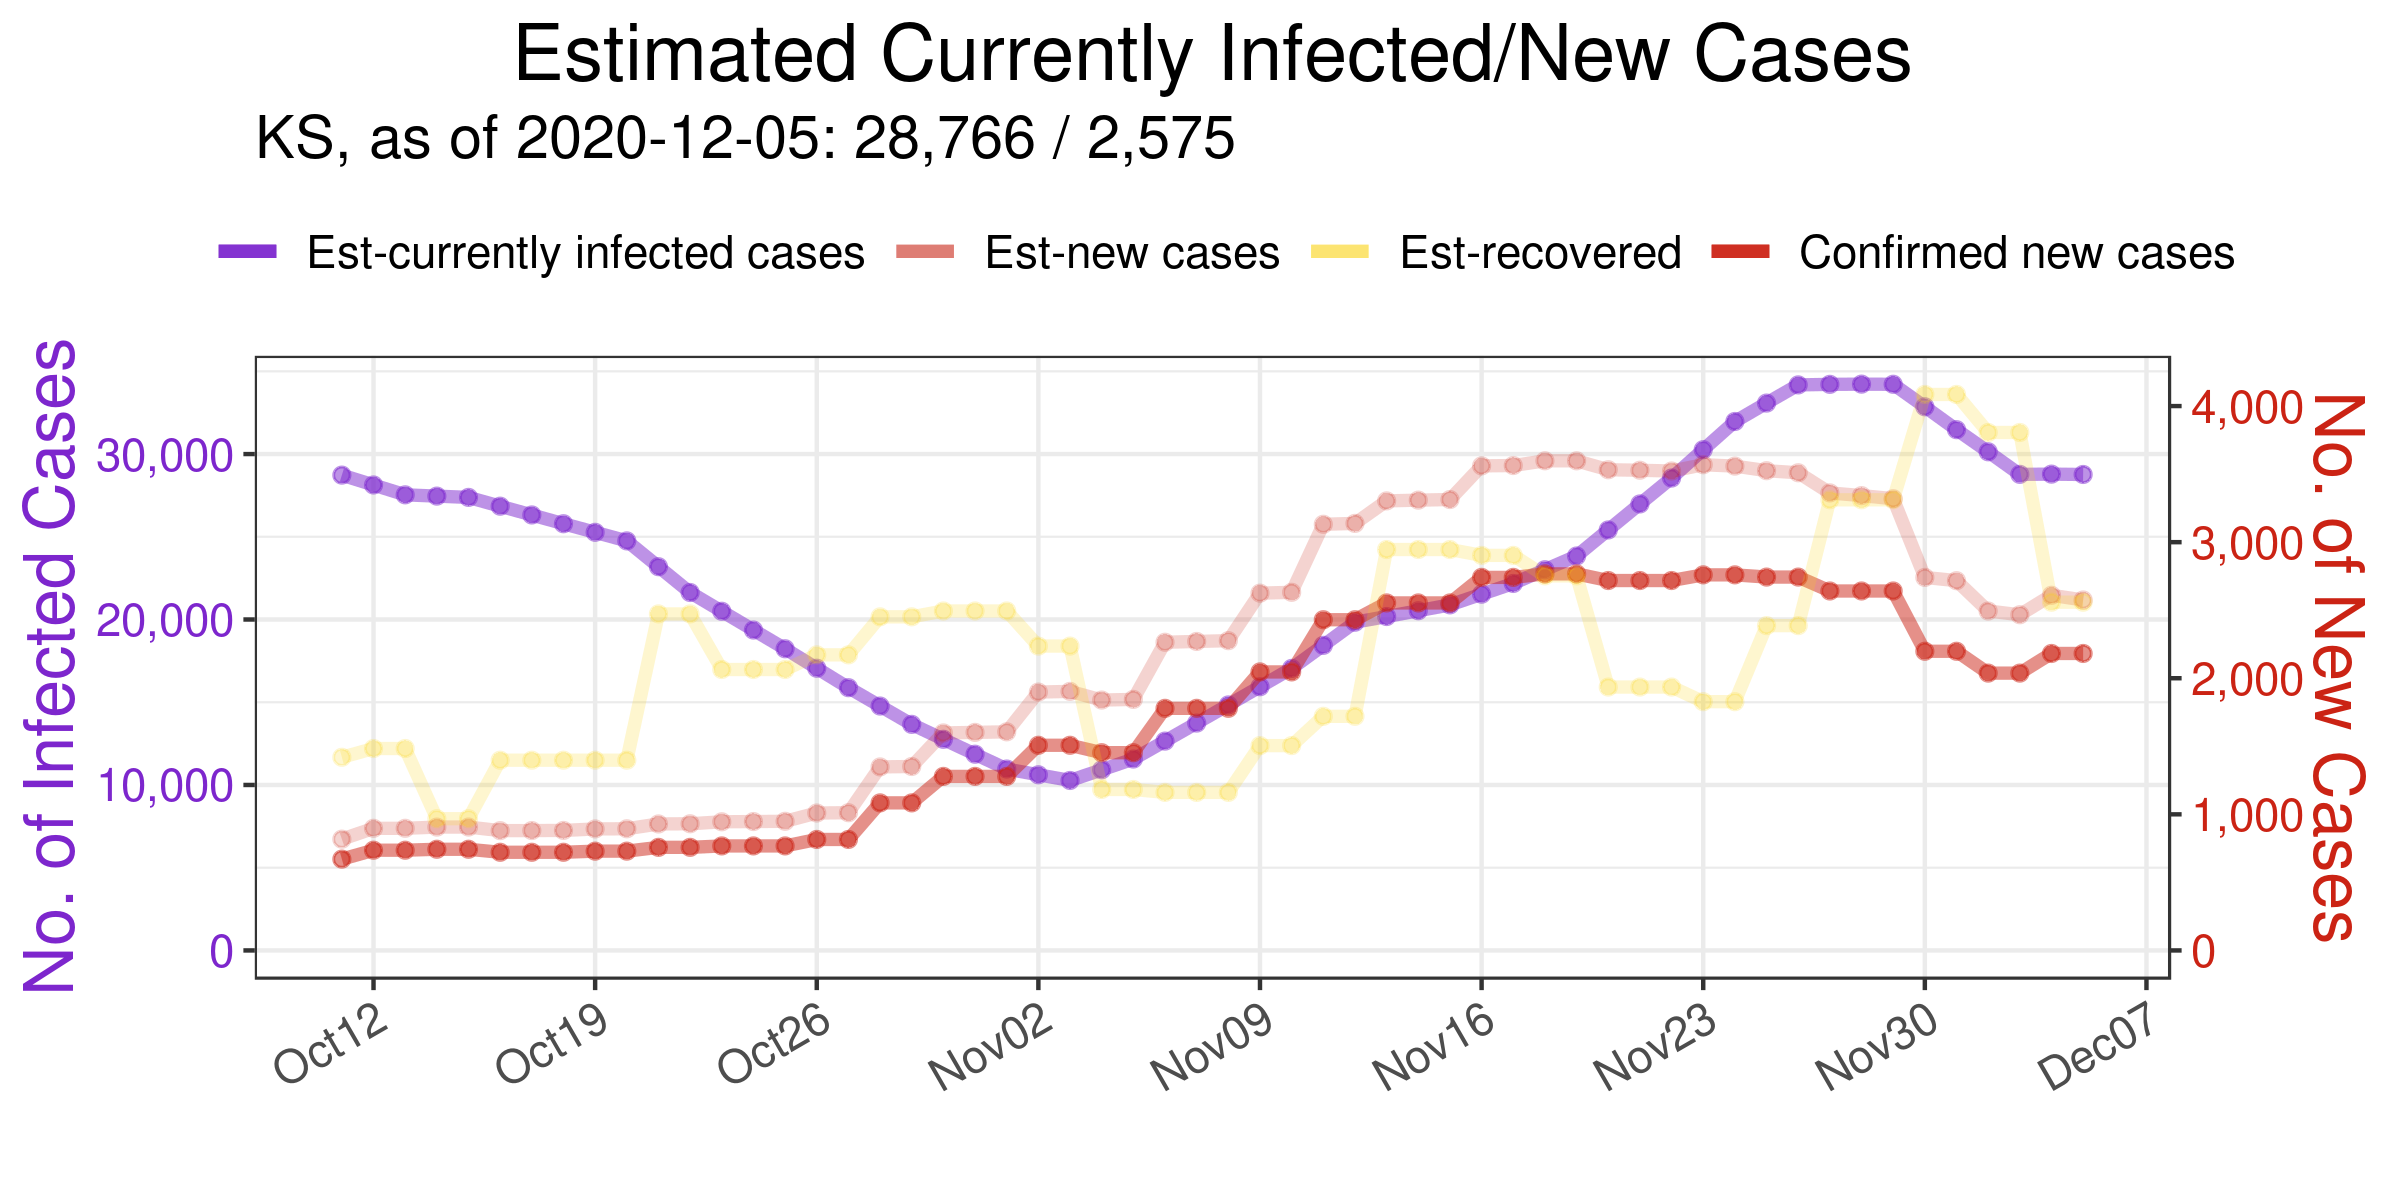 Estimated Currently Infected/New Cases
KS, as of 2020-12-05: 28,766 / 2,575
Est-currently infected cases Est-new cases Est-recovered Confirmed new cases
No. of Infected Cases
30,000
20,000
10,000
0
4,000
3,000
2,000
1,000
0
No. of New Cases
Oct12 Oct19 Oct26 Nov02 Nov09 Nov16 Nov23 Nov30 Dec07